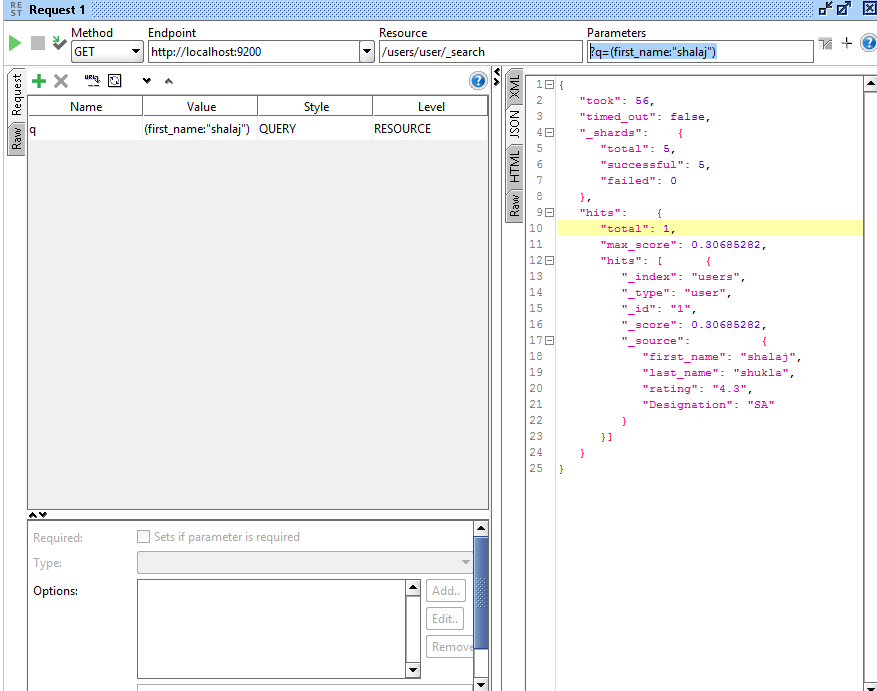 RE
ST
Request 1
Method
Endpoint
Resource
Parameters
GET
http://localhost:9200
/users/user/_search
?q=(first_name:"shalaj")
Request
Raw
Name Value Style Level
q (first_name:"shalaj") QUERY RESOURCE
Required: Sets if parameter is required
Type:
Options:
Add..
Edit..
Remove
XML
JSON
HTML
Raw
1 {
2 "took": 56,
3 "timed_out": false,
4 "_shards": {
5 "total": 5,
6 "successful": 5,
7 "failed": 0
8 },
9 "hits": {
10 "total": 1,
11 "max_score": 0.30685282,
12 "hits": [ {
13 "_index": "users",
14 "_type": "user",
15 "_id": "1",
16 "_score": 0.30685282,
17 "_source": {
18 "first_name": "shalaj",
19 "last_name": "shukla",
20 "rating": "4.3",
21 "Designation": "SA"
22 }
23 }]
24 }
25 }